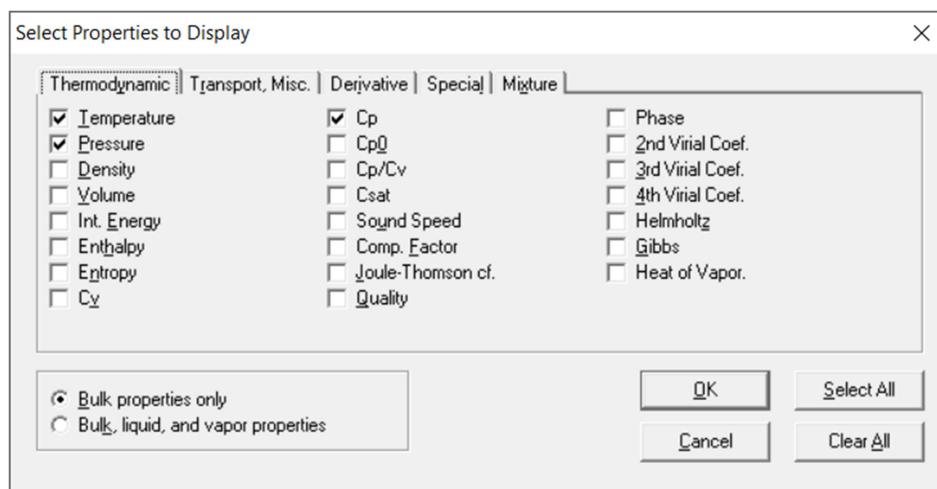 Select Properties to Display
Thermodynamic Transport, Misc. Derivative Special Mixture
Temperature Cp Phase
Pressure Cp0 2nd Virial Coef.
Density Cp/Cv 3rd Virial Coef.
Volume Csat 4th Virial Coef.
Int. Energy Sound Speed Helmholtz
Enthalpy Comp. Factor Gibbs
Entropy Joule-Thomson cf. Heat of Vapor.
Cv Quality
Bulk properties only
Bulk, liquid, and vapor properties
OK Select All
Cancel Clear All